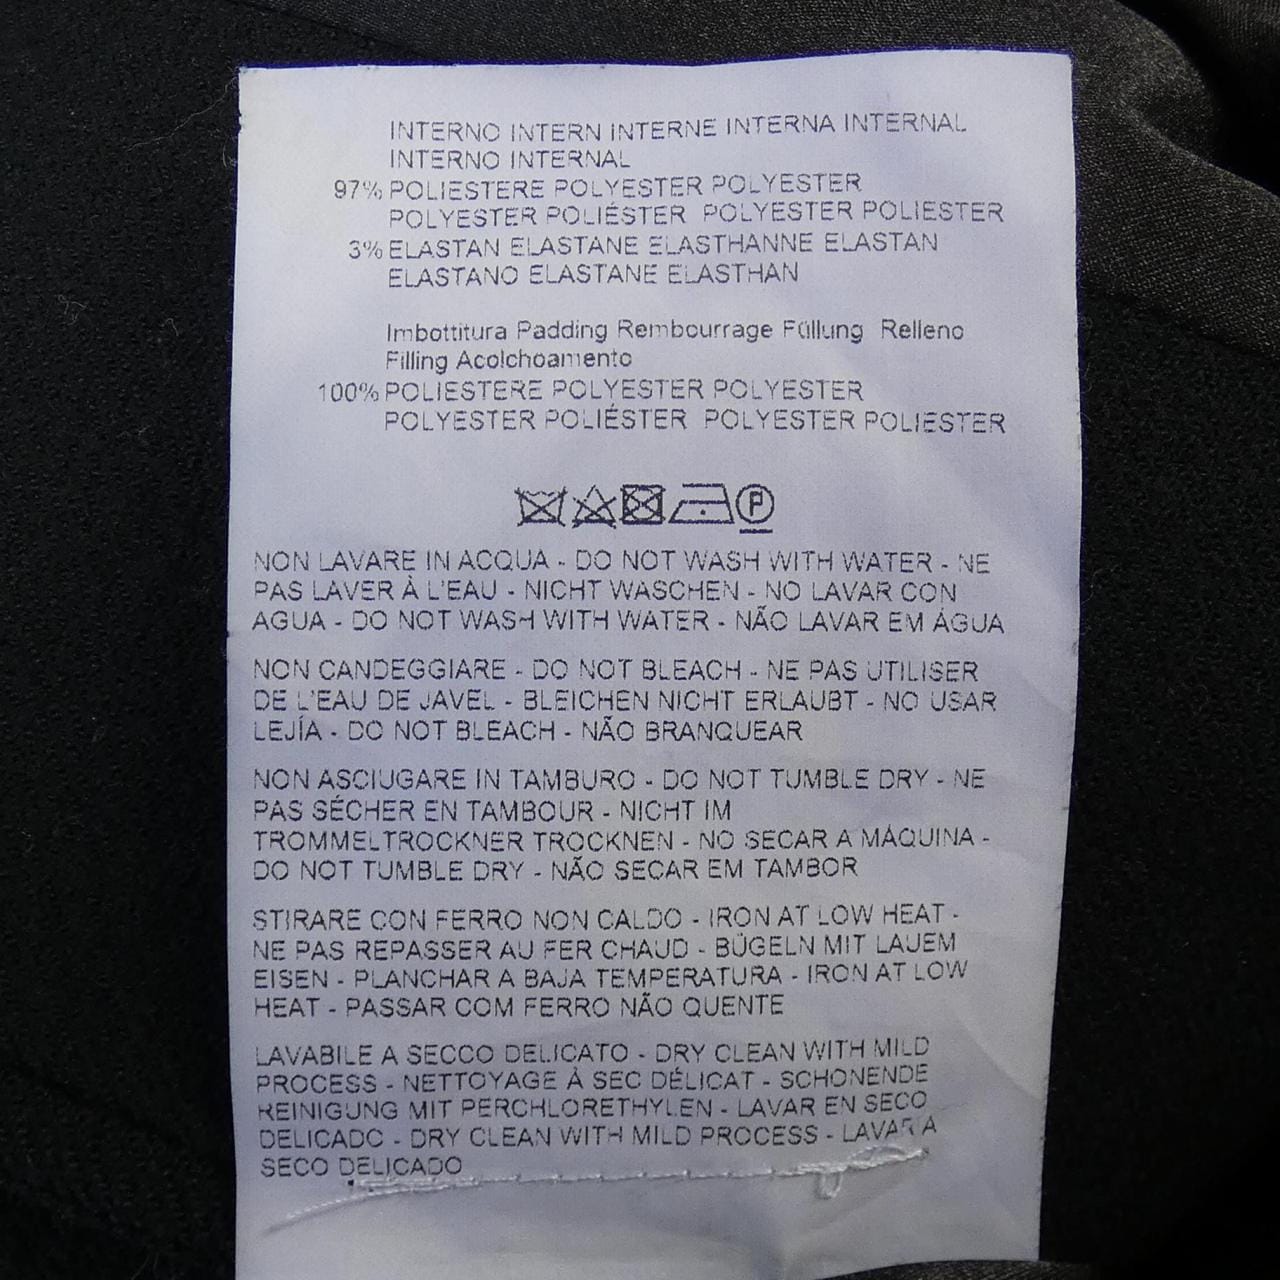 INTERNO INTERN INTERNE INTERNA INTERNAL
INTERNO INTERNAL
97% POLIESTERE POLYESTER POLYESTER
POLYESTER POLIÉSTER POLYESTER POLIESTER
3% ELASTAN ELASTANE ELASTHANNE ELASTAN
ELASTANO ELASTANE ELASTHAN
Imbottitura Padding Rembourrage Füllung Relleno
Filling Acolchoamento
100% POLIESTERE POLYESTER POLYESTER
POLYESTER POLIÉSTER POLYESTER POLIESTER
P
NON LAVARE IN ACQUA - DO NOT WASH WITH WATER - NE
PAS LAVER À L'EAU - NICHT WASCHEN - NO LAVAR CON
AGUA - DO NOT WASH WITH WATER - NÃO LAVAR EM ÁGUA
NON CANDEGGIARE - DO NOT BLEACH - NE PAS UTILISER
DE L'EAU DE JAVEL - BLEICHEN NICHT ERLAUBT - NO USAR
LEJÍA - DO NOT BLEACH - NÃO BRANQUEAR
NON ASCIUGARE IN TAMBURO - DO NOT TUMBLE DRY - NE
PAS SÉCHER EN TAMBOUR - NICHT IM
TROMMELTROCKNER TROCKNEN - NO SECAR A MÁQUINA -
DO NOT TUMBLE DRY - NÃO SECAR EM TAMBOR
STIRARE CON FERRO NON CALDO - IRON AT LOW HEAT -
NE PAS REPASSER AU FER CHAUD - BÜGELN MIT LAUEM
EISEN - PLANCHAR A BAJA TEMPERATURA - IRON AT LOW
HEAT - PASSAR COM FERRO NÃO QUENTE
LAVABILE A SECCO DELICATO - DRY CLEAN WITH MILD
PROCESS - NETTOYAGE À SEC DÉLICAT - SCHONENDE
REINIGUNG MIT PERCHLORETHYLEN - LAVAR EN SECO
DELICADO - DRY CLEAN WITH MILD PROCESS - LAVAR A
SECO DELICADO